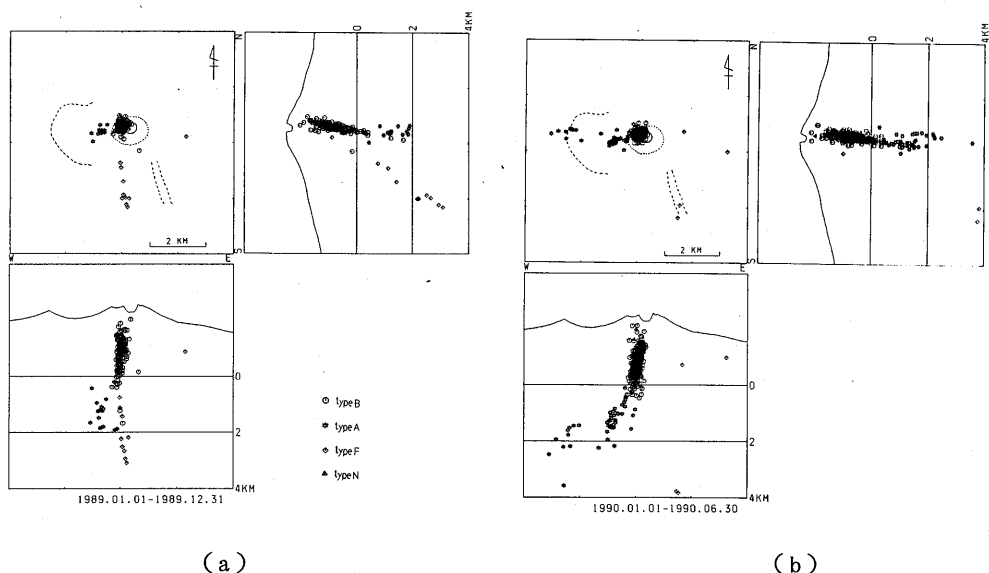 0 2 4KM
N
S
2 KM
W E
0
2
4KM
type B
type A
type F
type N
1989.01.01-1989.12.31
(a)
0 2 4KM
N
S
2 KM
W E
0
2
4KM
1990.01.01-1990.06.30
(b)